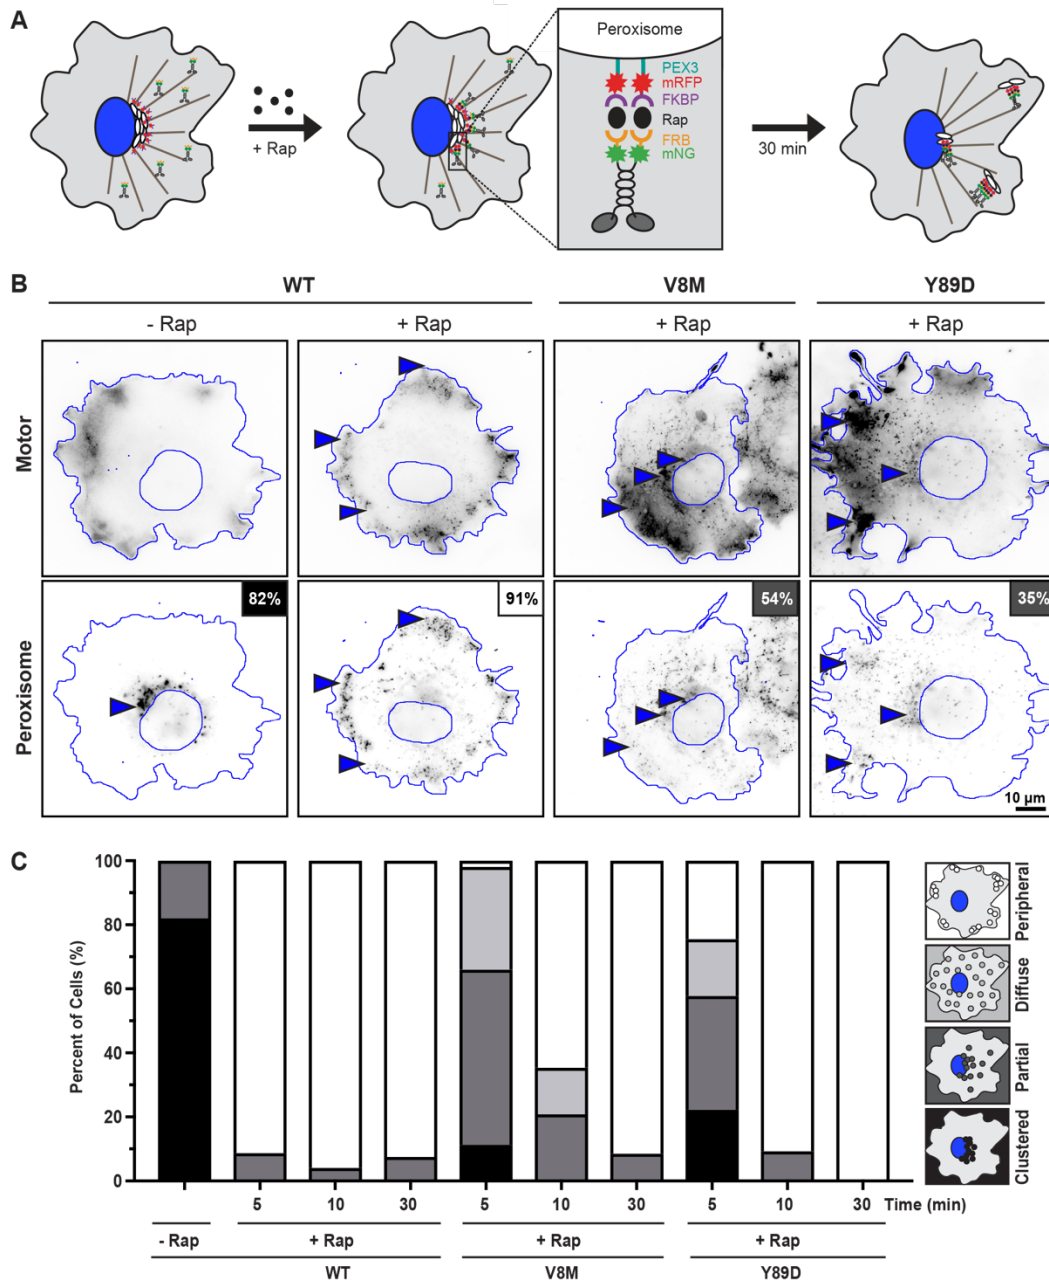 A
+ Rap
Peroxisome
PEX3
mRFP
FKBP
Rap
FRB
mNG
30 min
B
WT
V8M
Y89D
- Rap
+ Rap
+ Rap
+ Rap
Motor
Peroxisome
82%
91%
54%
35%
10 µm
C
Percent of Cells (%)
100
80
60
40
20
0
5 10 30 5 10 30 5 10 30 Time (min)
- Rap + Rap + Rap + Rap
WT V8M Y89D
Peripheral
Diffuse
Partial
Clustered